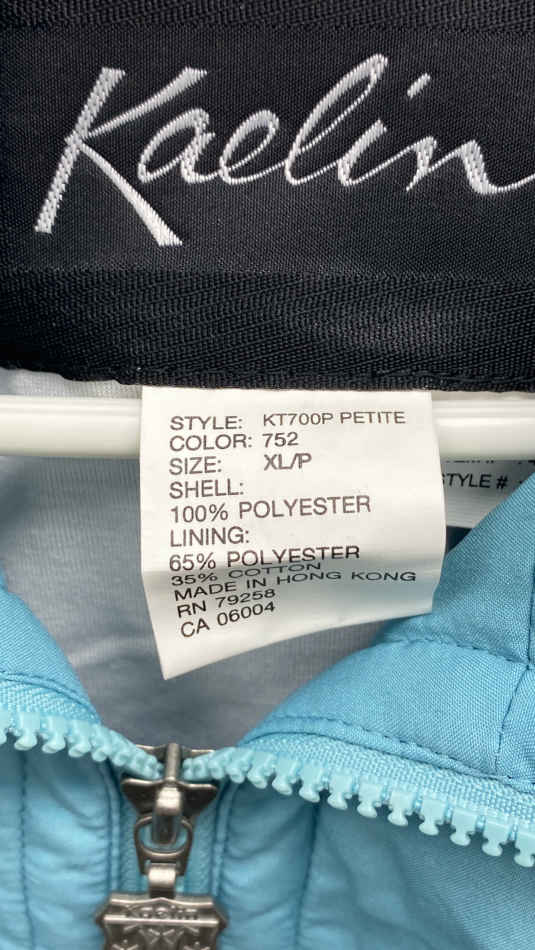 Kaelin
STYLE: KT700P PETITE
COLOR: 752
SIZE: XL/P
SHELL:
100% POLYESTER
LINING:
65% POLYESTER
35% COTTON
MADE IN HONG KONG
RN 79258
CA 06004
STYLE #
Kaelin